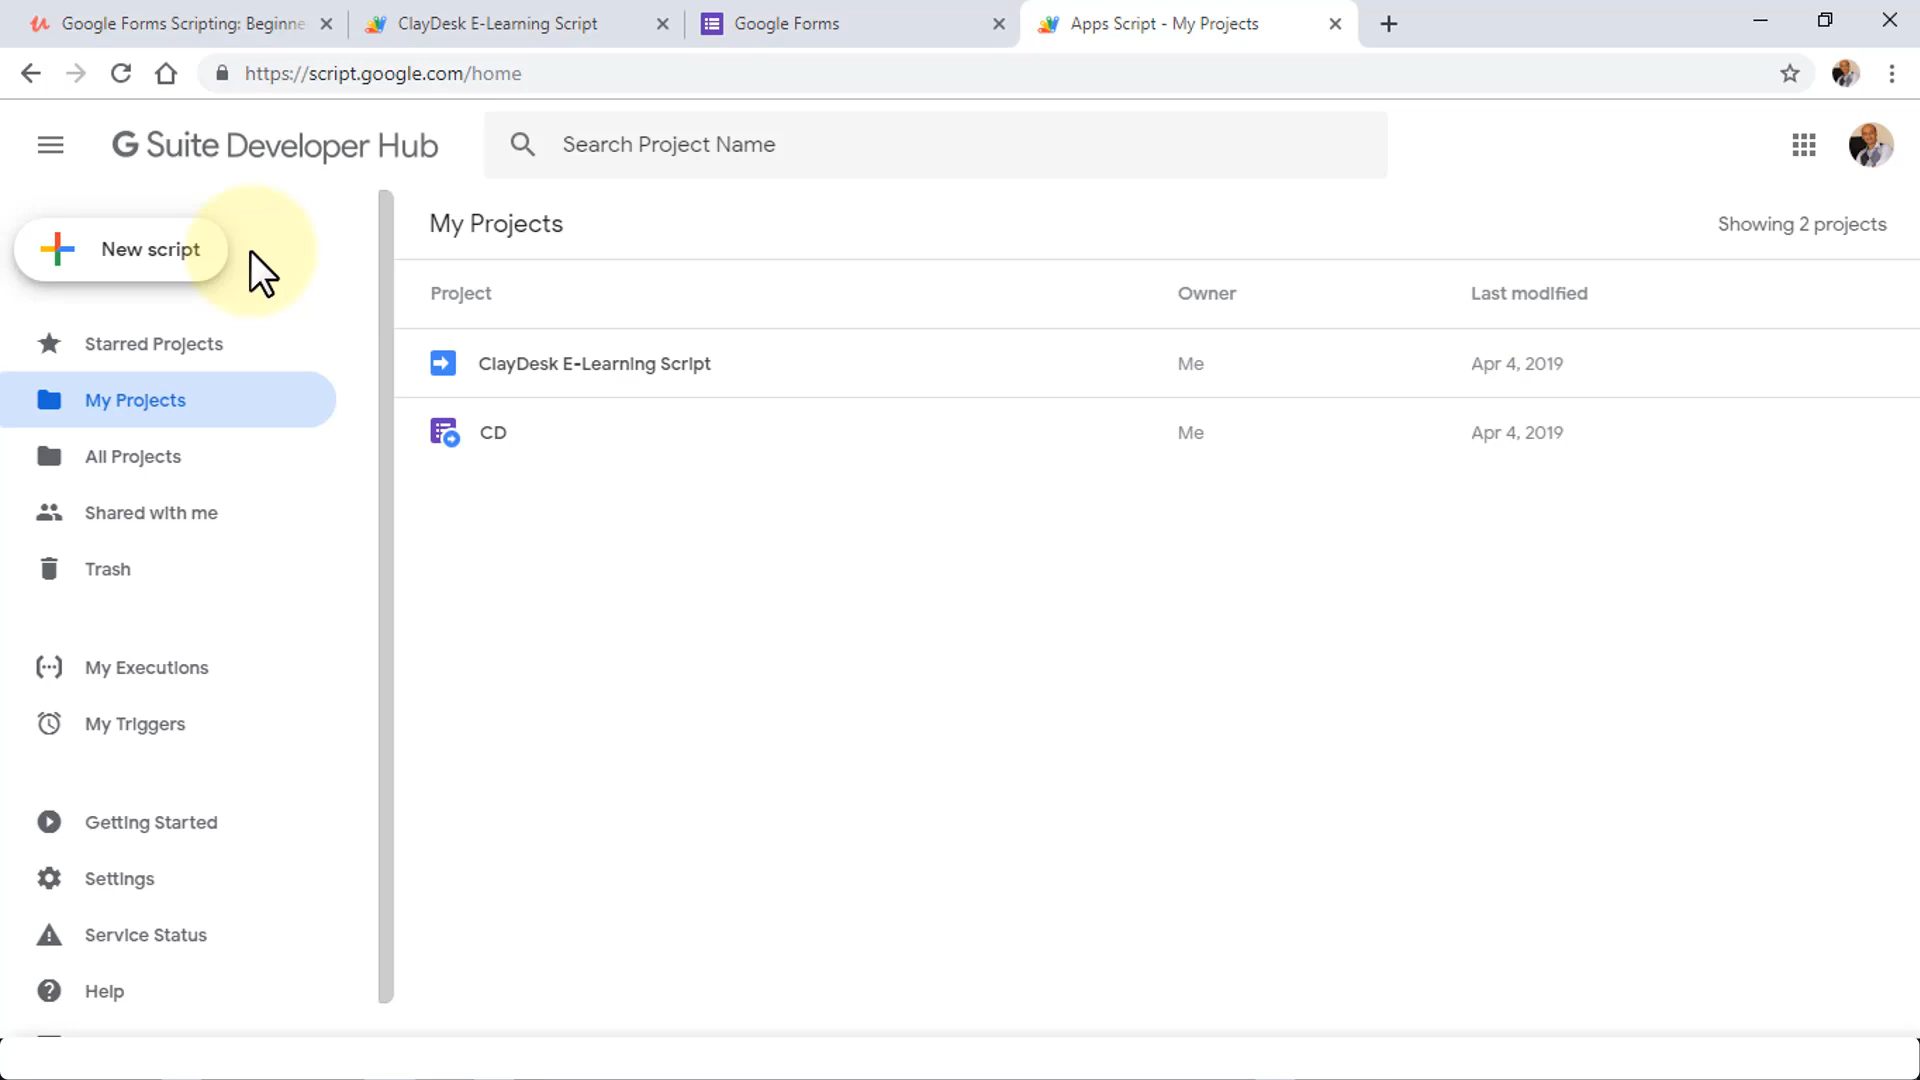 Google Forms Scripting: Beginne
ClayDesk E-Learning Script
Google Forms
Apps Script - My Projects
https://script.google.com/home
G Suite Developer Hub
Search Project Name
New script
My Projects
Showing 2 projects
Project Owner Last modified
Starred Projects
ClayDesk E-Learning Script Me Apr 4, 2019
My Projects
CD Me Apr 4, 2019
All Projects
Shared with me
Trash
My Executions
My Triggers
Getting Started
Settings
Service Status
Help